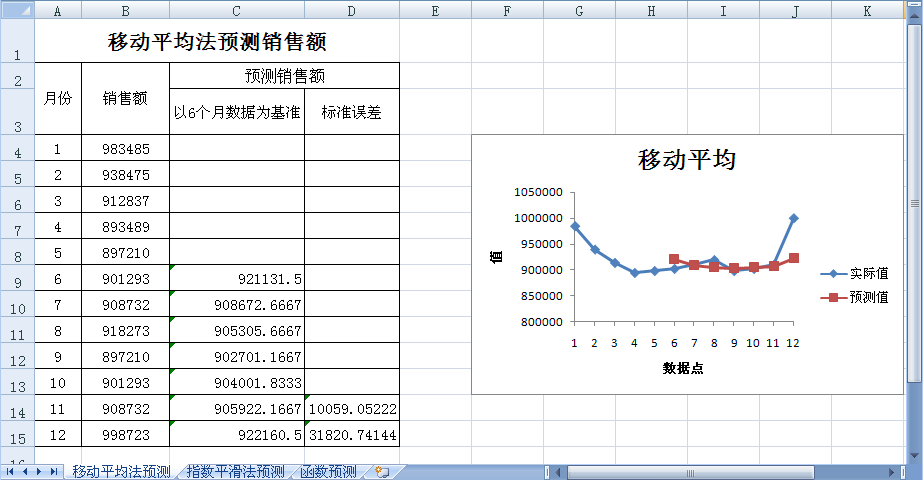 A B C D E F G H I J K
1 移动平均法预测销售额
2 月份 销售额 预测销售额
3 以6个月数据为基准 标准误差
4 1 983485
5 2 938475
6 3 912837
7 4 893489
8 5 897210
9 6 901293 921131.5
10 7 908732 908672.6667
11 8 918273 905305.6667
12 9 897210 902701.1667
13 10 901293 904001.8333
14 11 908732 905922.1667 10059.05222
15 12 998723 922160.5 31820.74144
移动平均
1050000
1000000
950000
900000
850000
800000
值
1 2 3 4 5 6 7 8 9 10 11 12
数据点
实际值
预测值
移动平均法预测 指数平滑法预测 函数预测